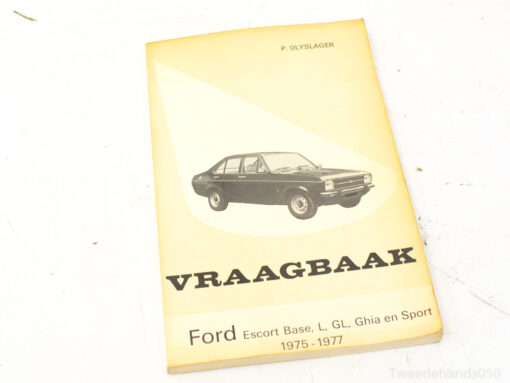 P. OLYSLAGER
VRAAGBAAK
Ford Escort Base, L, GL, Ghia en Sport
1975-1977
Tweedehands050